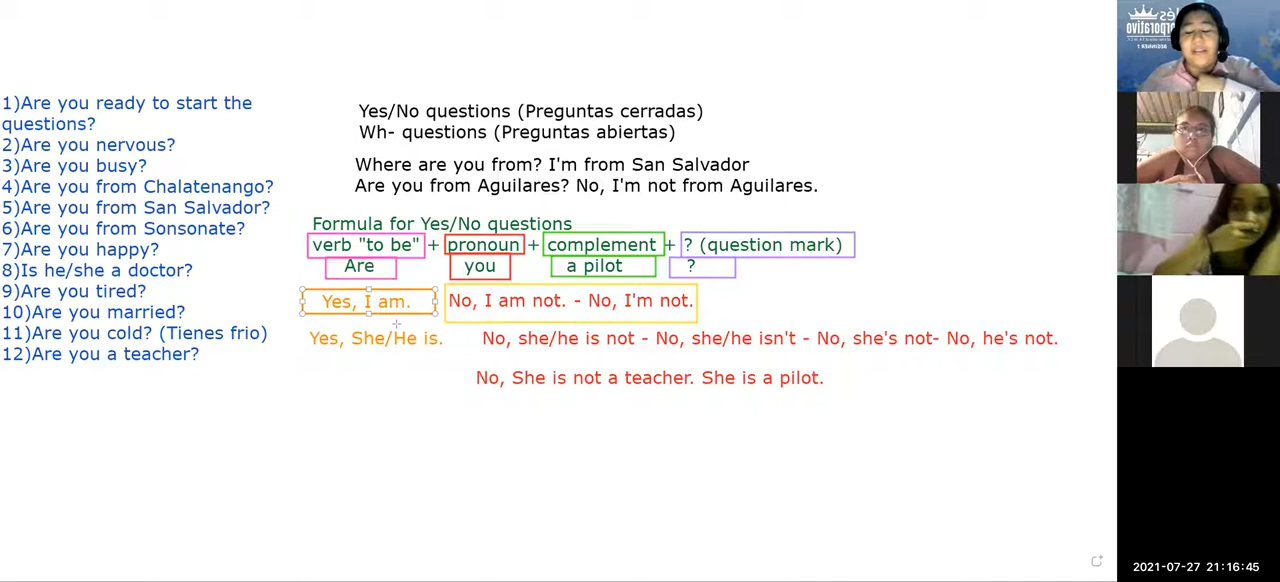 1)Are you ready to start the
questions?
2)Are you nervous?
3)Are you busy?
4)Are you from Chalatenango?
5)Are you from San Salvador?
6)Are you from Sonsonate?
7)Are you happy?
8)Is he/she a doctor?
9)Are you tired?
10)Are you married?
11)Are you cold? (Tienes frio)
12)Are you a teacher?
Yes/No questions (Preguntas cerradas)
Wh- questions (Preguntas abiertas)
Where are you from? I'm from San Salvador
Are you from Aguilares? No, I'm not from Aguilares.
Formula for Yes/No questions
verb "to be" + pronoun + complement + ? (question mark)
Are you a pilot ?
Yes, I am. No, I am not. - No, I'm not.
Yes, She/He is. No, she/he is not - No, she/he isn't - No, she's not- No, he's not.
No, She is not a teacher. She is a pilot.
2021-07-27 21:16:45